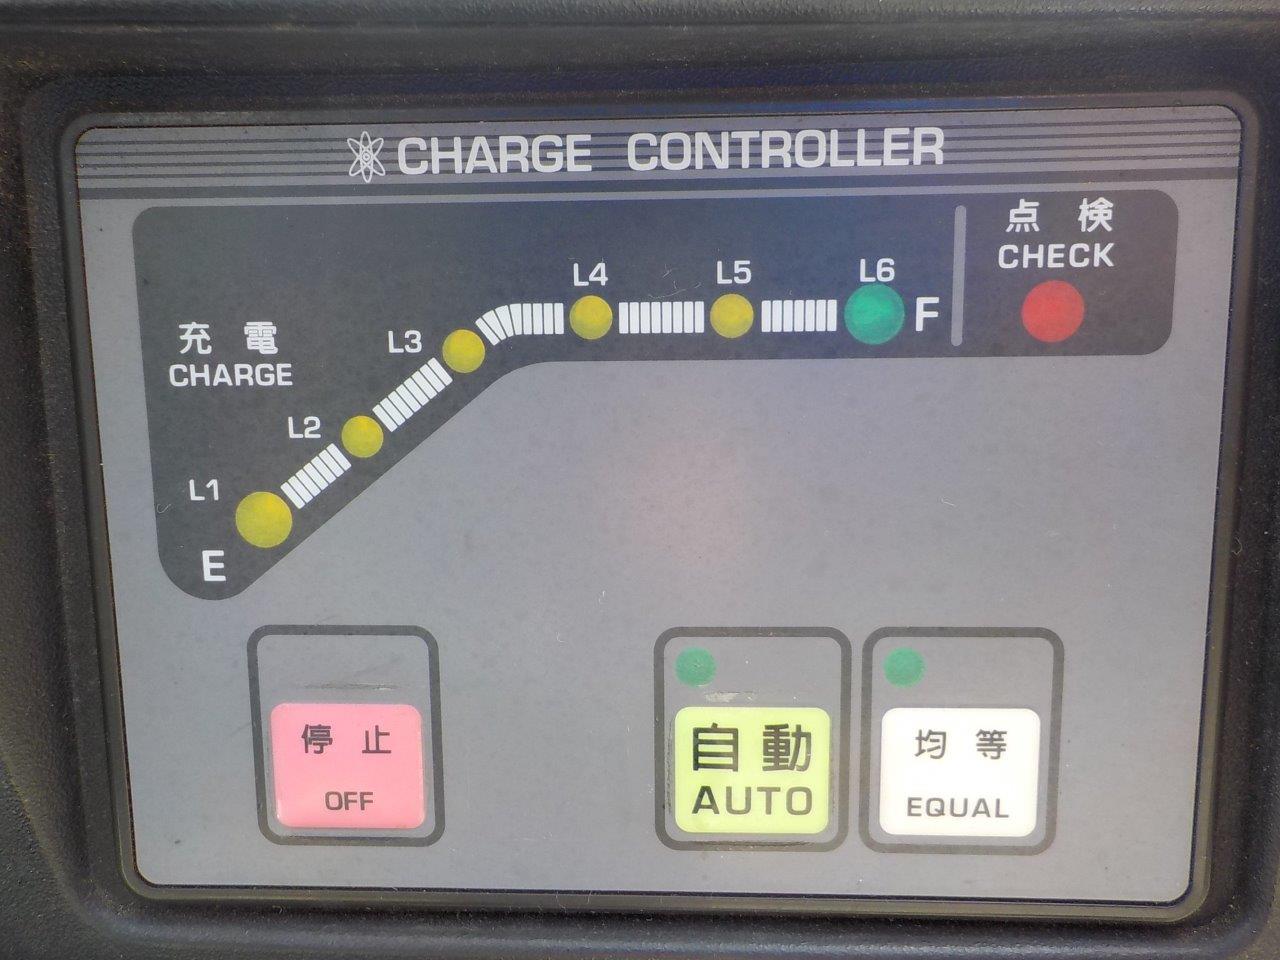 CHARGE CONTROLLER
点 検
CHECK
L4
L5
L6
F
L3
充 電
CHARGE
L2
L1
E
停 止
OFF
自 動
AUTO
均 等
EQUAL